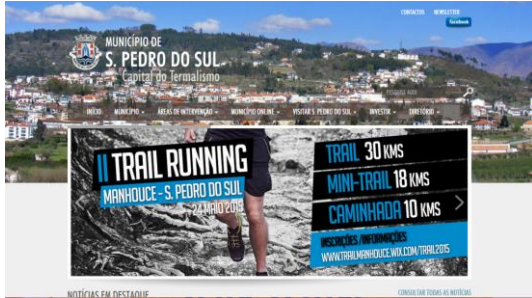 CONTACTOS NEWSLETTER
facebook
MUNICÍPIO DE
S. PEDRO DO SUL
Capital do Termalismo
PESQUISE AQUI
INÍCIO MUNICÍPIO ÁREAS DE INTERVENÇÃO MUNICÍPIO ONLINE VISITAR S. PEDRO DO SUL INVESTIR DIRETÓRIO
II TRAIL RUNNING
MANHOUCE - S. PEDRO DO SUL
24 MAIO 2015
TRAIL 30 KMS
MINI-TRAIL 18 KMS
CAMINHADA 10 KMS
INSCRIÇÕES / INFORMAÇÕES
WWW.TRAILMANHOUCE.WIX.COM/TRAIL2015
NOTÍCIAS EM DESTAQUE CONSULTAR TODAS AS NOTÍCIAS